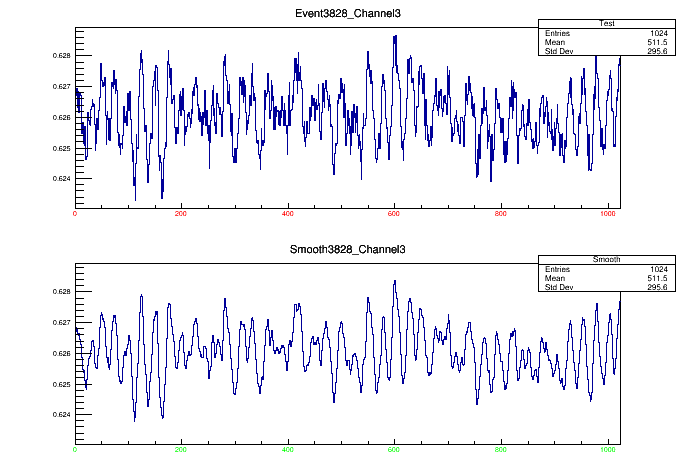 Event3828_Channel3
Test
Entries 1024
Mean 511.5
Std Dev 295.6
0.628
0.627
0.626
0.625
0.624
0 200 400 600 800 1000
Smooth3828_Channel3
Smooth
Entries 1024
Mean 511.5
Std Dev 295.6
0.628
0.627
0.626
0.625
0.624
0 200 400 600 800 1000